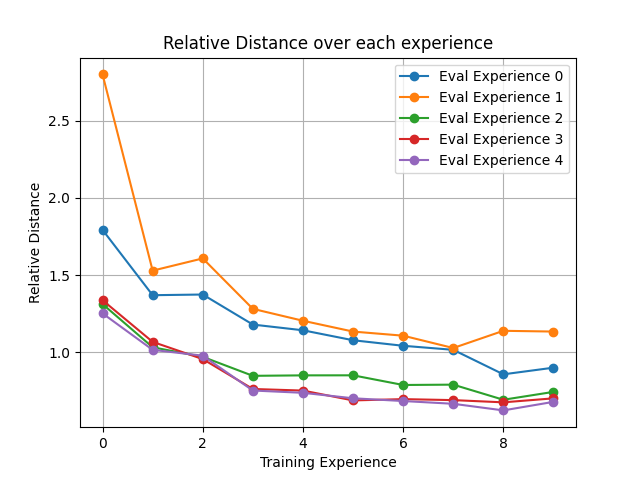 Relative Distance over each experience
Eval Experience 0
Eval Experience 1
Eval Experience 2
Eval Experience 3
Eval Experience 4
2.5
2.0
1.5
1.0
Relative Distance
0 2 4 6 8
Training Experience